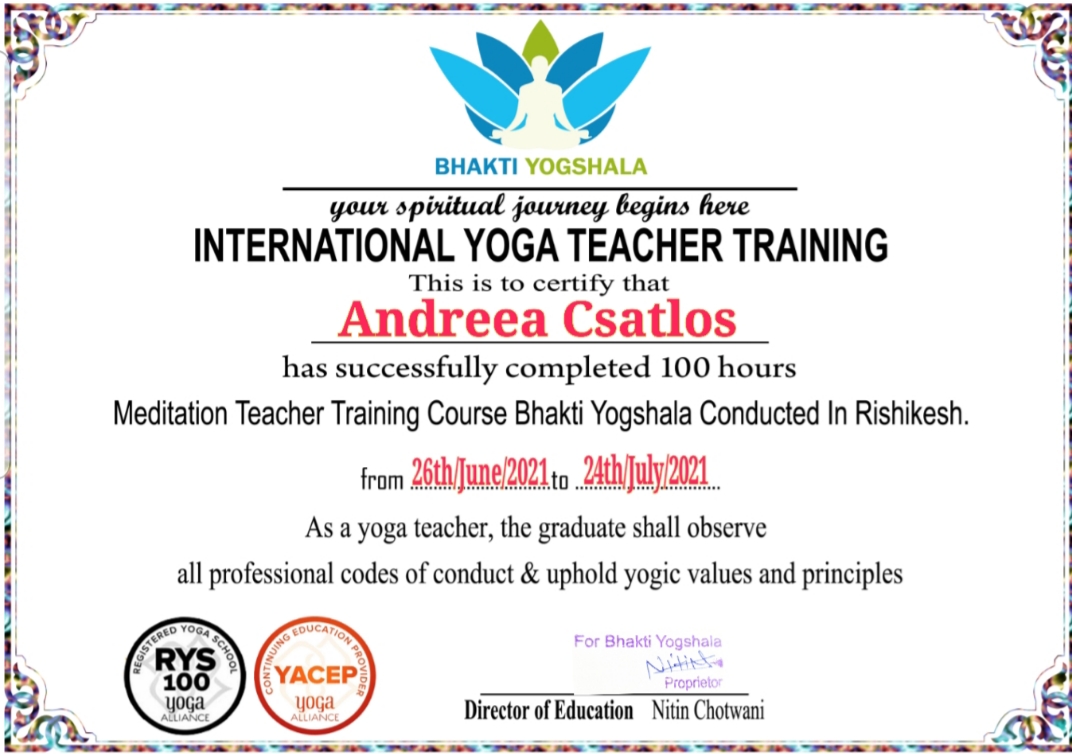 BHAKTI YOGSHALA
your spiritual journey begins here
INTERNATIONAL YOGA TEACHER TRAINING
This is to certify that
Andreea Csatlos
has successfully completed 100 hours
Meditation Teacher Training Course Bhakti Yogshala Conducted In Rishikesh.
from 26th/June/2021 to 24th/July/2021
As a yoga teacher, the graduate shall observe
all professional codes of conduct & uphold yogic values and principles
REGISTERED YOGA SCHOOL
RYS
100
yoga
ALLIANCE
CONTINUING EDUCATION PROVIDER
YACEP
yoga
ALLIANCE
For Bhakti Yogshala
Nitin
Proprietor
Director of Education Nitin Chotwani